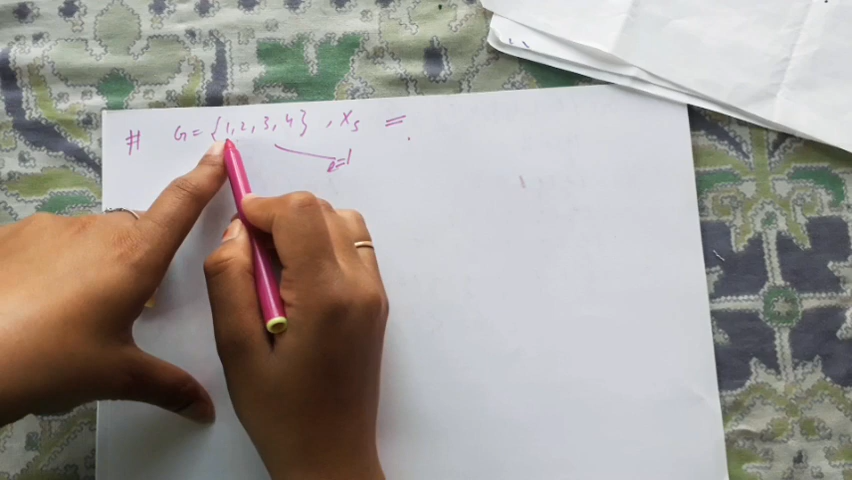 # G = {1, 2, 3, 4} , X5 =
e=1